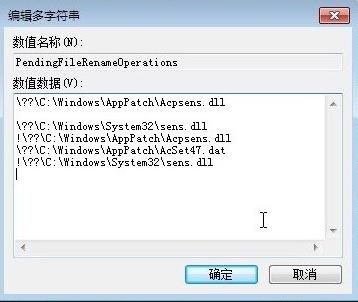 编辑多字符串
数值名称(N):
PendingFileRenameOperations
数值数据(V):
\??\C:\Windows\AppPatch\Acpsens.dll
\??\C:\Windows\System32\sens.dll
!\??\C:\Windows\AppPatch\Acpsens.dll
\??\C:\Windows\AppPatch\AcSet47.dat
!\??\C:\Windows\System32\sens.dll
确定
取消